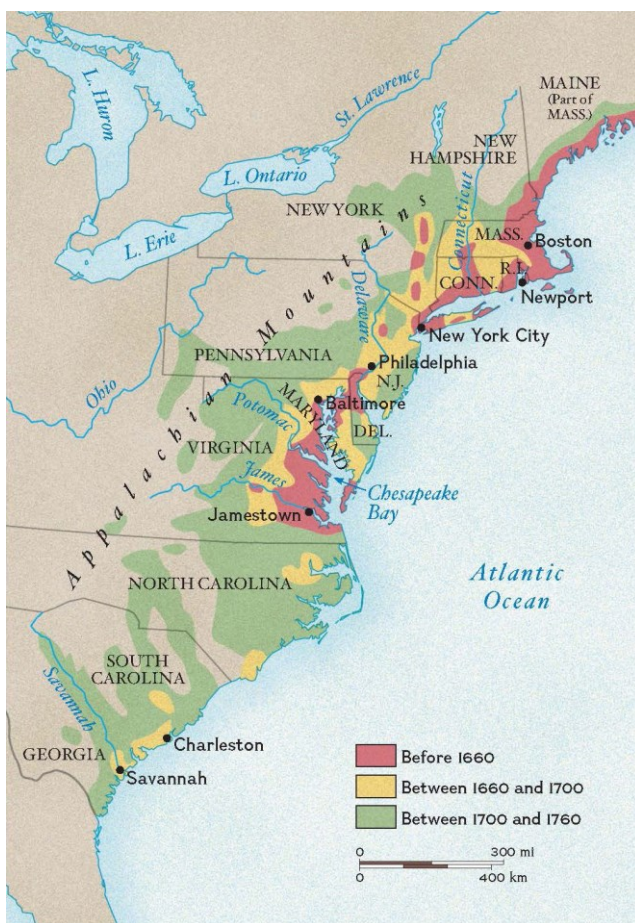 L. Huron
St. Lawrence
MAINE
(Part of
MASS.)
NEW
HAMPSHIRE
L. Ontario
NEW YORK
L. Erie
Connecticut
MASS.
Boston
R.I.
CONN.
Newport
Appalachian Mountains
Delaware
New York City
PENNSYLVANIA
Philadelphia
N.J.
Ohio
MARYLAND
Baltimore
Potomac
DEL.
VIRGINIA
James
Chesapeake
Bay
Jamestown
NORTH CAROLINA
Atlantic
Ocean
SOUTH
CAROLINA
Savannah
GEORGIA
Charleston
Savannah
Before 1660
Between 1660 and 1700
Between 1700 and 1760
0 300 mi
0 400 km